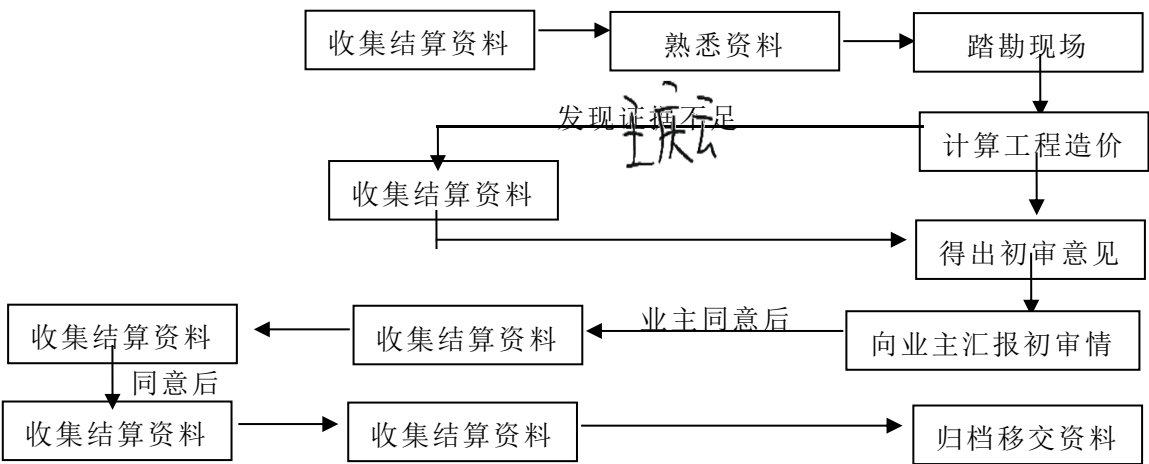 收集结算资料
熟悉资料
踏勘现场
发现证据不足
计算工程造价
收集结算资料
得出初审意见
收集结算资料
收集结算资料
业主同意后
向业主汇报初审情
同意后
收集结算资料
收集结算资料
归档移交资料